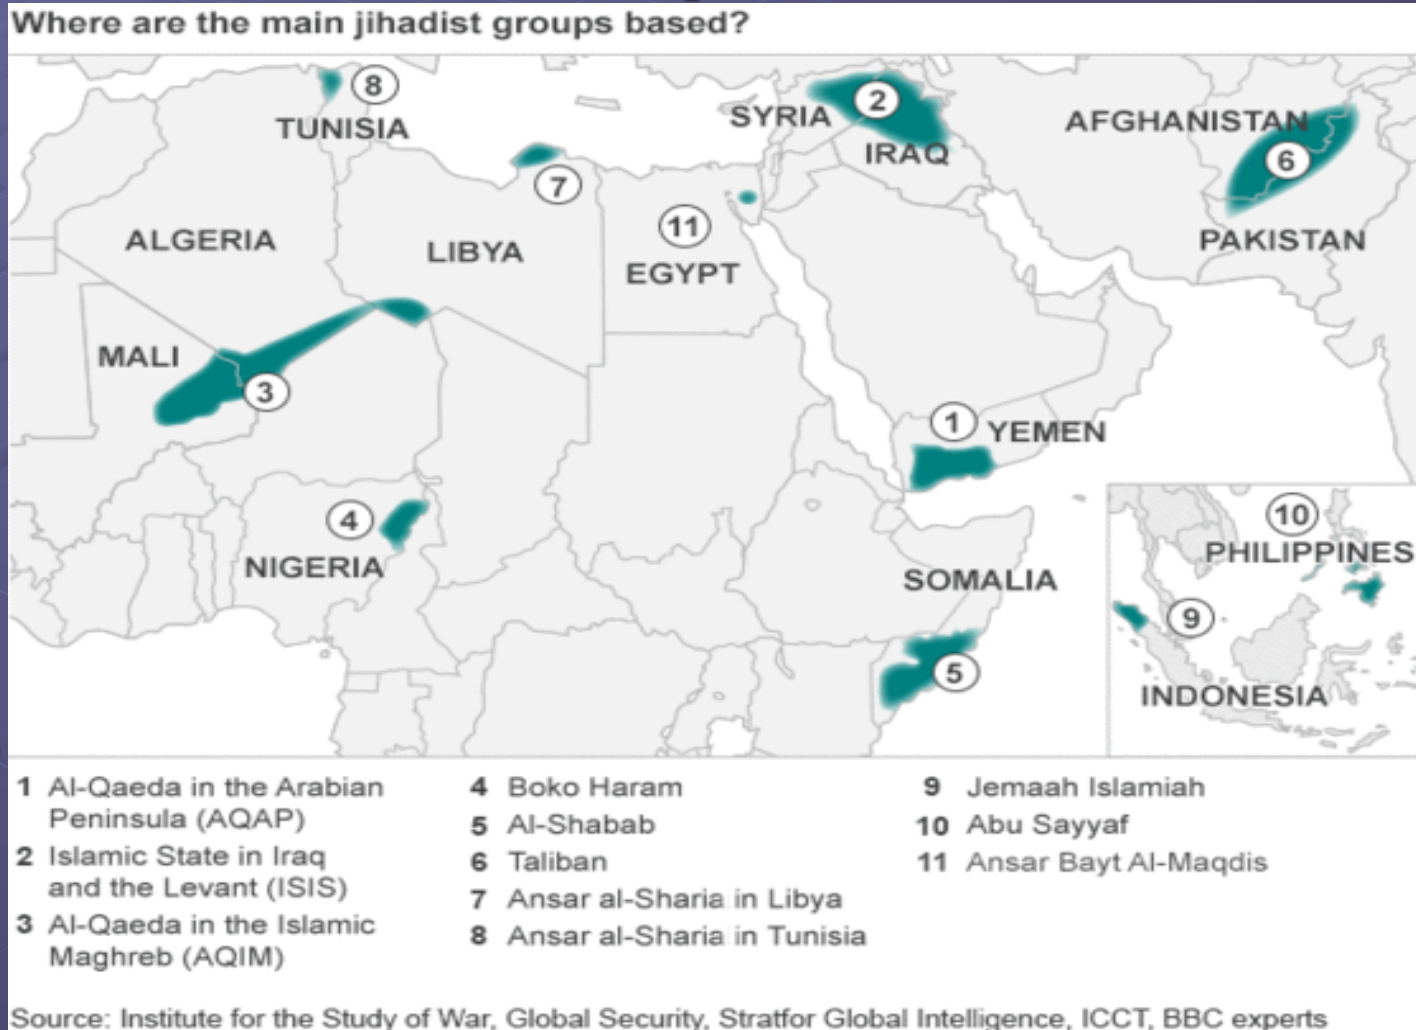 Where are the main jihadist groups based?
8
TUNISIA
SYRIA
2
IRAQ
AFGHANISTAN
6
PAKISTAN
7
ALGERIA
LIBYA
11
EGYPT
MALI
3
1
YEMEN
4
NIGERIA
SOMALIA
5
10
PHILIPPINES
9
INDONESIA
1 Al-Qaeda in the Arabian
Peninsula (AQAP)
2 Islamic State in Iraq
and the Levant (ISIS)
3 Al-Qaeda in the Islamic
Maghreb (AQIM)
4 Boko Haram
5 Al-Shabab
6 Taliban
7 Ansar al-Sharia in Libya
8 Ansar al-Sharia in Tunisia
9 Jemaah Islamiah
10 Abu Sayyaf
11 Ansar Bayt Al-Maqdis
Source: Institute for the Study of War, Global Security, Stratfor Global Intelligence, ICCT, BBC experts